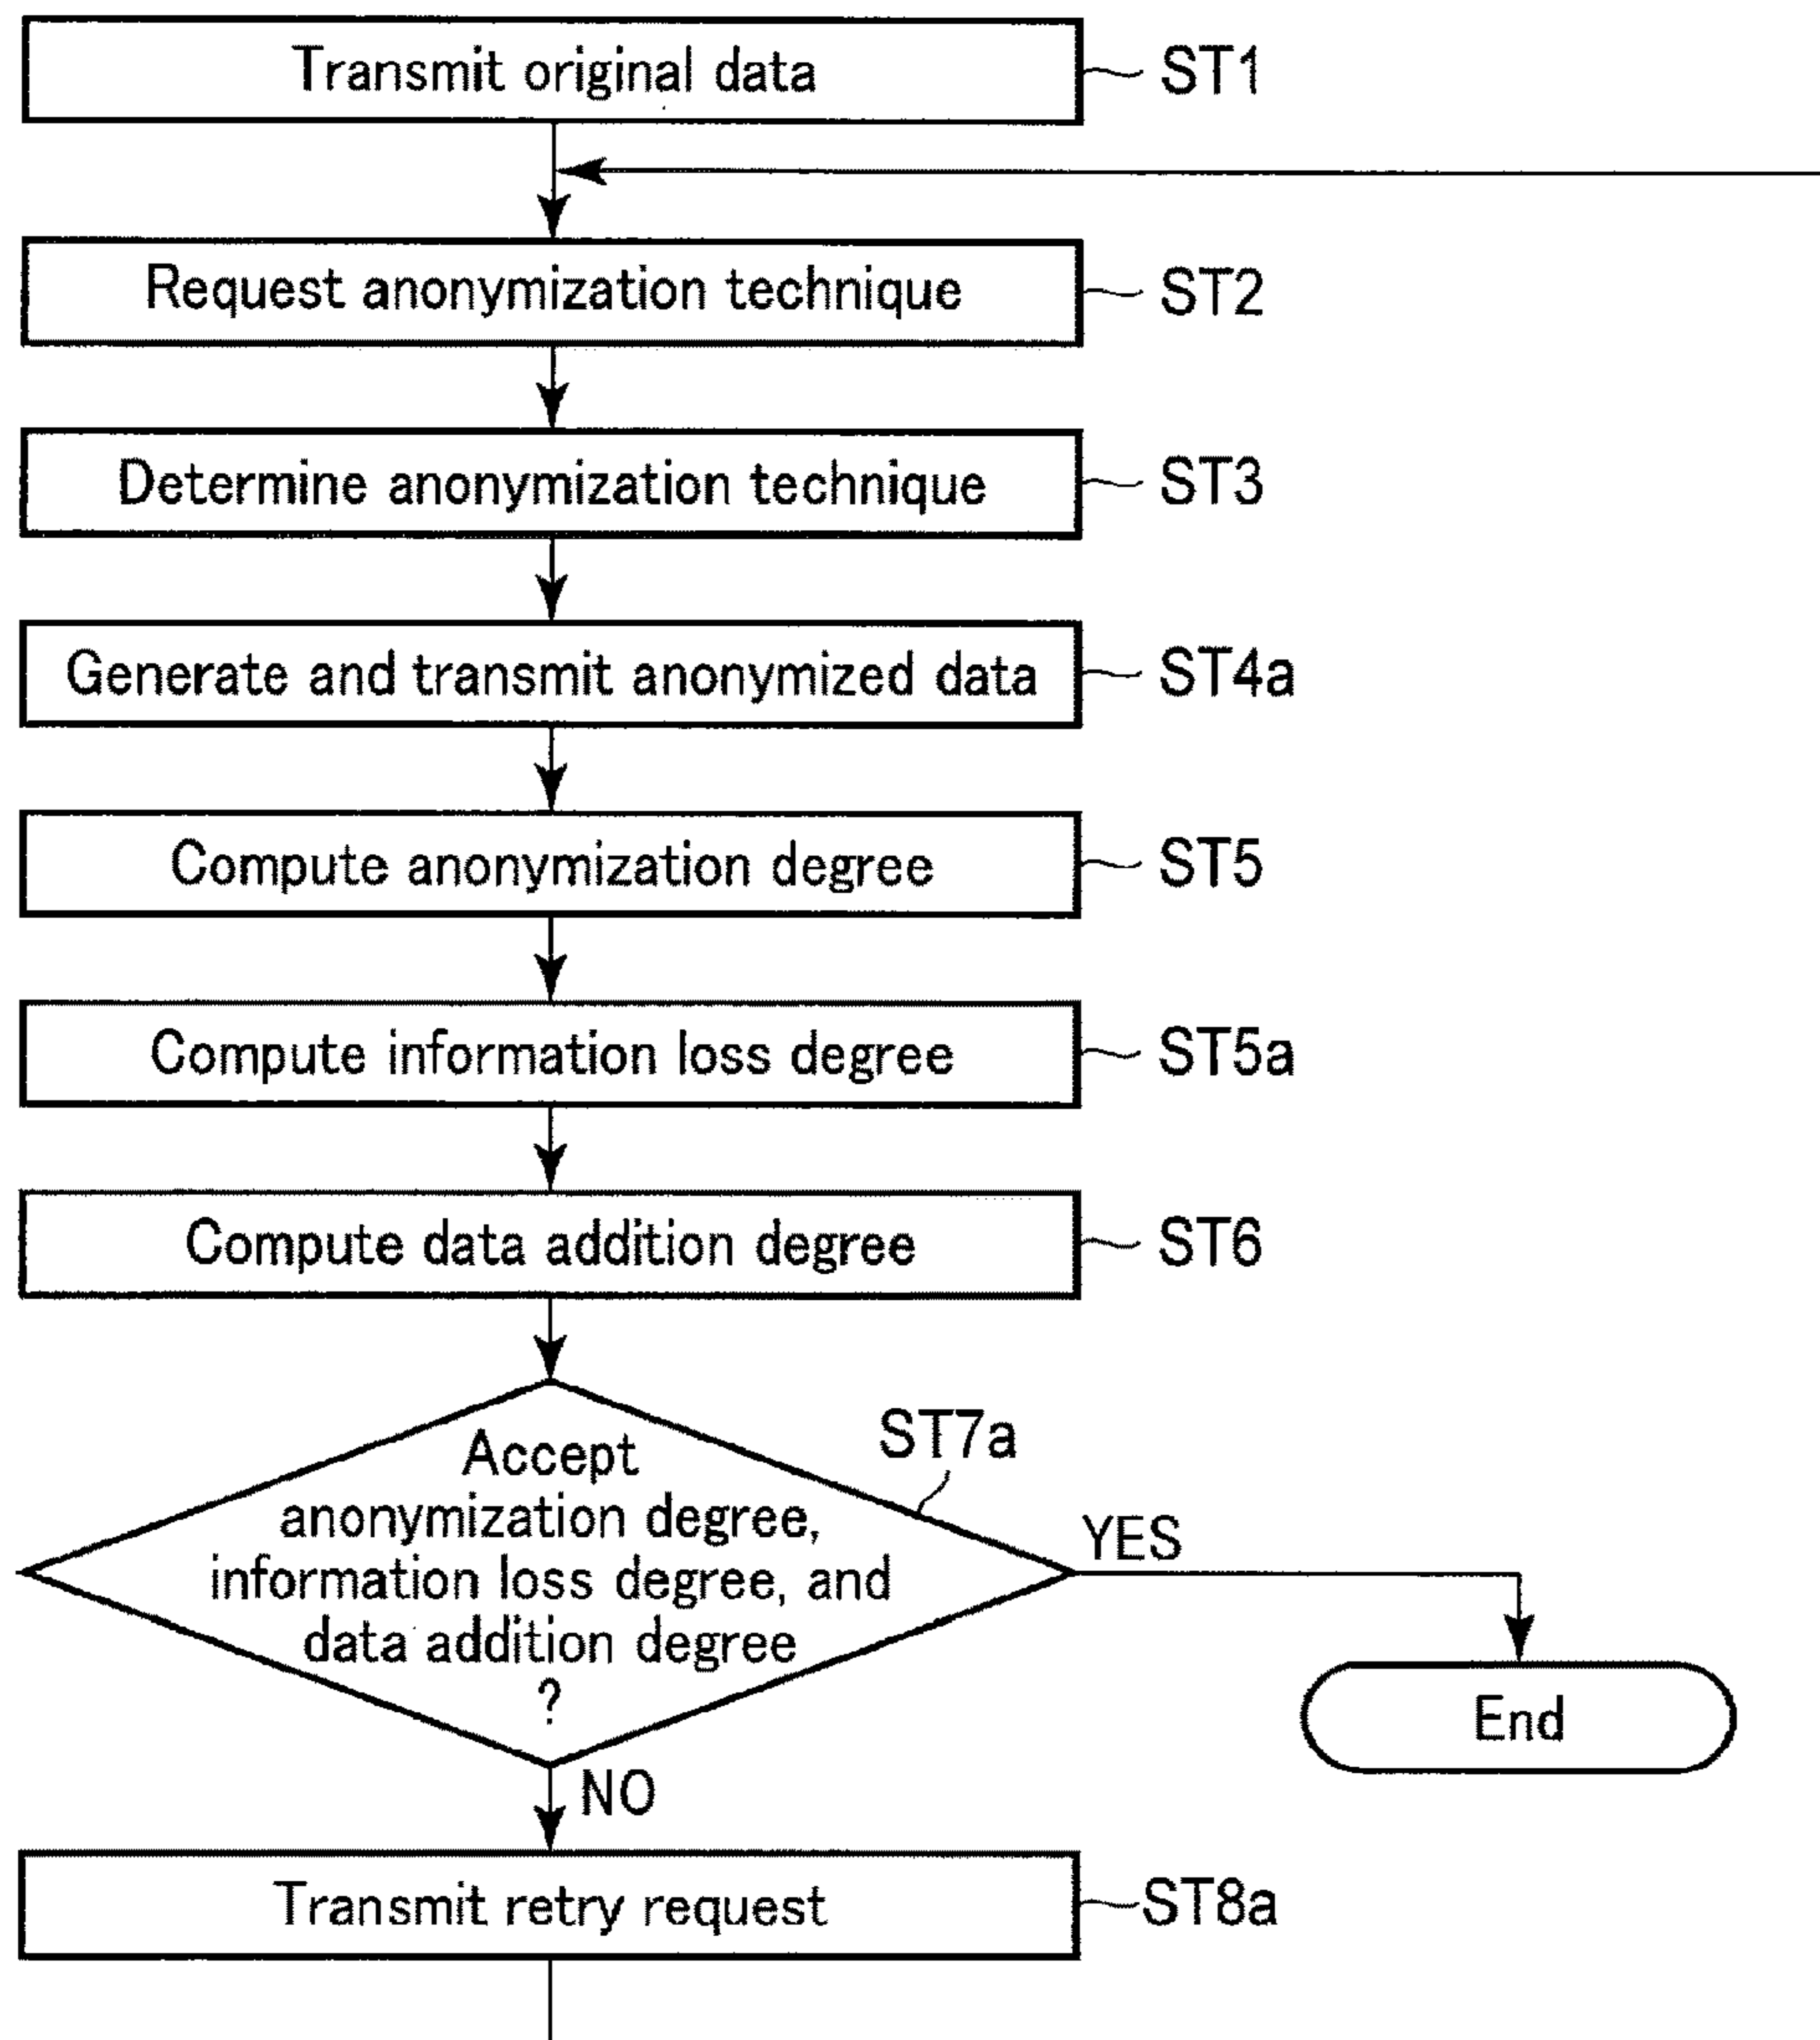 Transmit original data
ST1
Request anonymization technique
ST2
Determine anonymization technique
ST3
Generate and transmit anonymized data
ST4a
Compute anonymization degree
ST5
Compute information loss degree
ST5a
Compute data addition degree
ST6
Accept
anonymization degree,
information loss degree, and
data addition degree
?
ST7a
YES
End
NO
Transmit retry request
ST8a